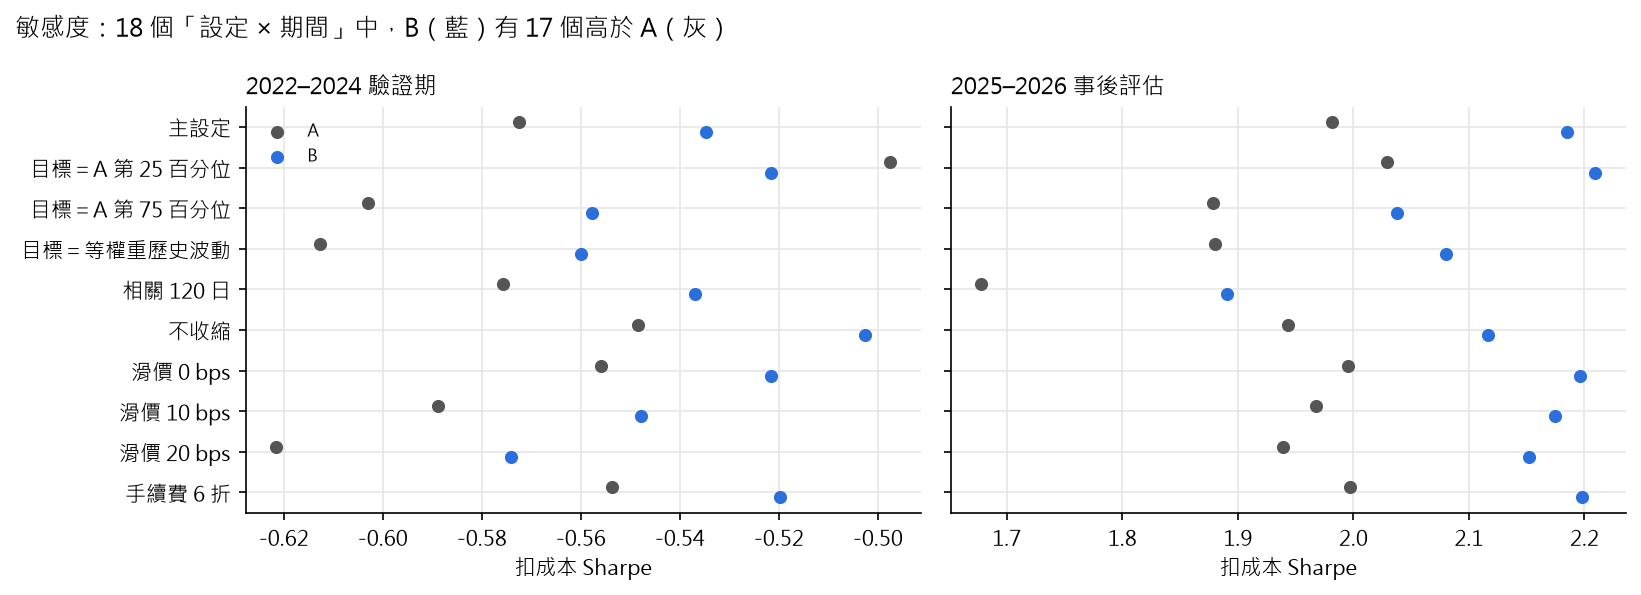 敏感度：18 個「設定 × 期間」中，B（藍）有 17 個高於 A（灰）
2022–2024 驗證期
2025–2026 事後評估
A
B
主設定
目標＝A 第 25 百分位
目標＝A 第 75 百分位
目標＝等權重歷史波動
相關 120 日
不收縮
滑價 0 bps
滑價 10 bps
滑價 20 bps
手續費 6 折
-0.62 -0.60 -0.58 -0.56 -0.54 -0.52 -0.50
扣成本 Sharpe
1.7 1.8 1.9 2.0 2.1 2.2
扣成本 Sharpe